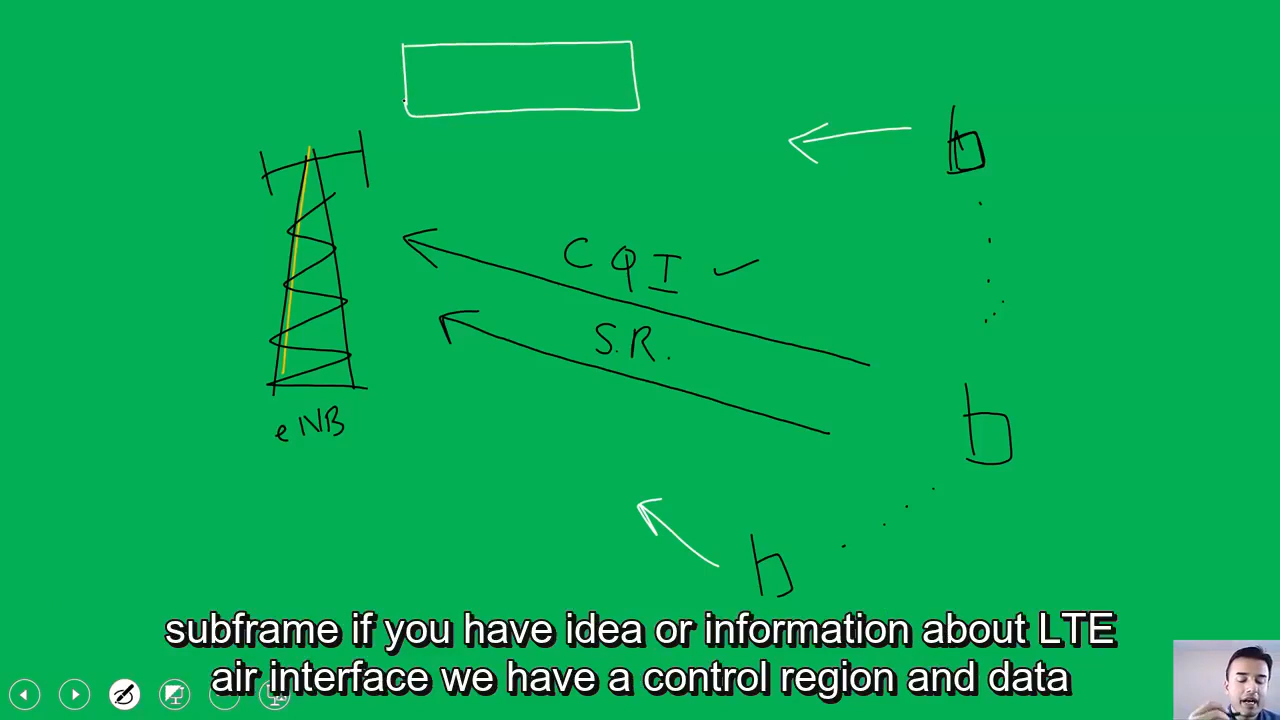 CQI
S.R.
eNB
subframe if you have idea or information about LTE
air interface we have a control region and data